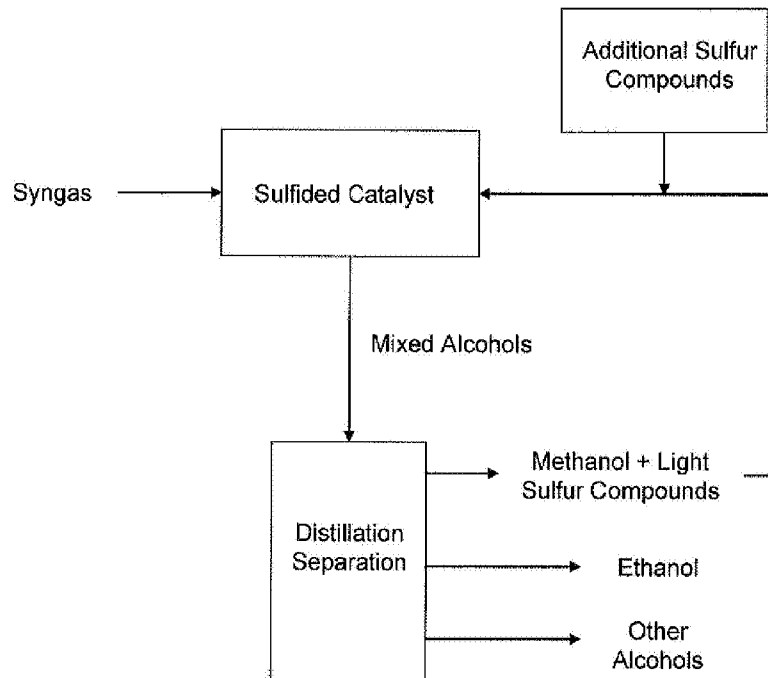 Additional Sulfur
Compounds
Syngas
Sulfided Catalyst
Mixed Alcohols
Methanol + Light
Sulfur Compounds
Distillation
Separation
Ethanol
Other
Alcohols